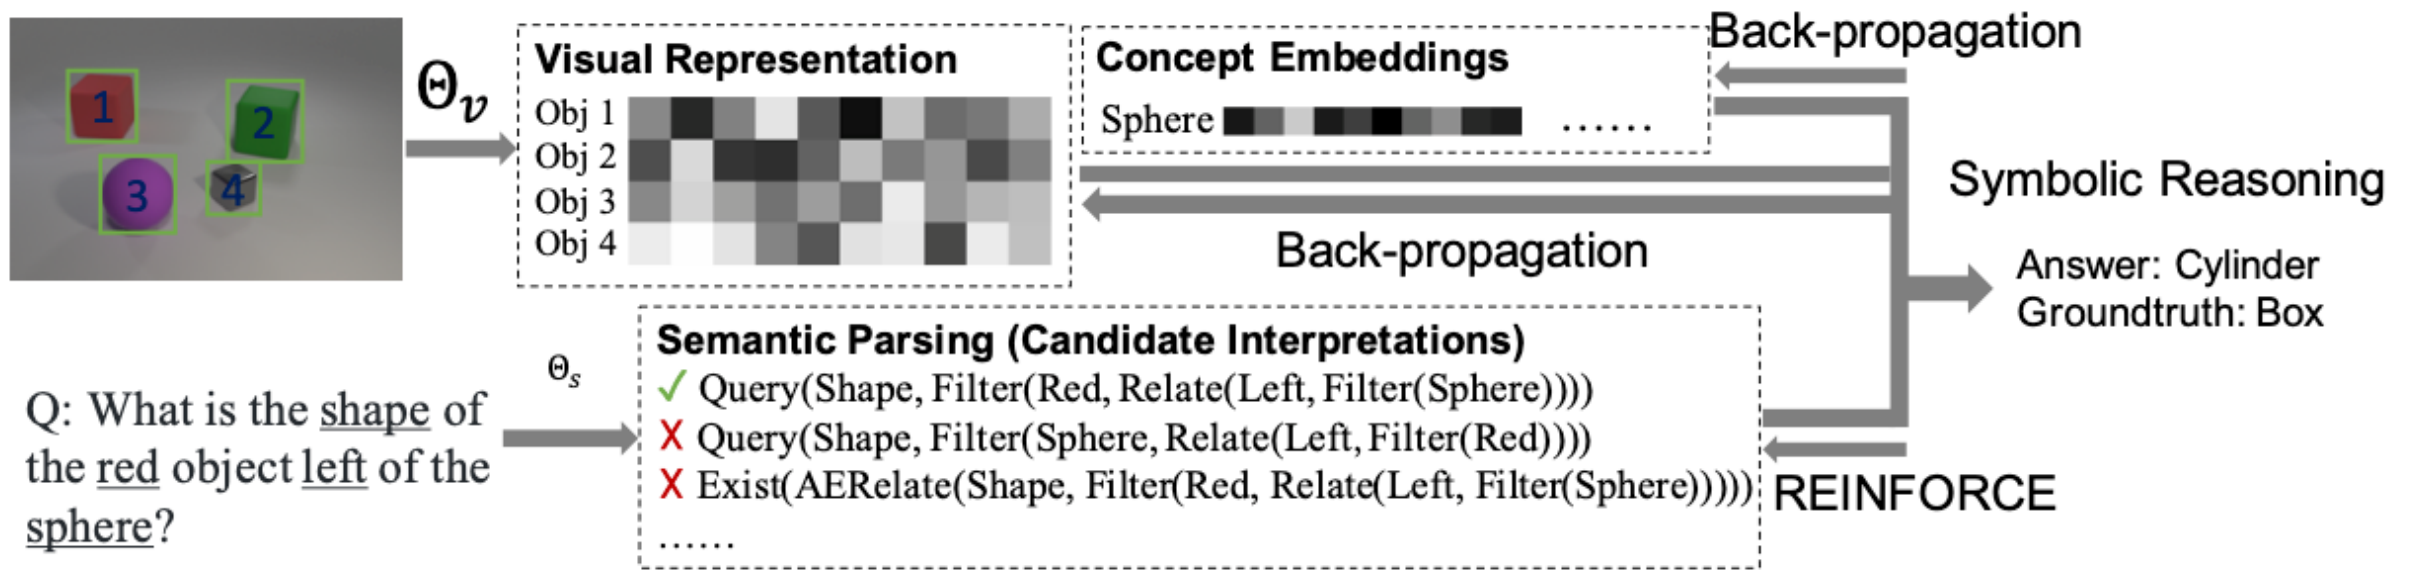 1
2
3
4
Θv
Visual Representation
Obj 1
Obj 2
Obj 3
Obj 4
Concept Embeddings
Sphere ......
Back-propagation
Back-propagation
Symbolic Reasoning
Answer: Cylinder
Groundtruth: Box
Q: What is the shape of
the red object left of the
sphere?
Θs
Semantic Parsing (Candidate Interpretations)
✓ Query(Shape, Filter(Red, Relate(Left, Filter(Sphere))))
X Query(Shape, Filter(Sphere, Relate(Left, Filter(Red))))
X Exist(AERelate(Shape, Filter(Red, Relate(Left, Filter(Sphere)))))
......
REINFORCE